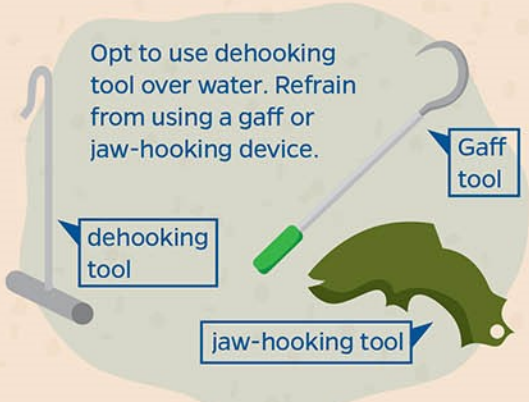 Opt to use dehooking
tool over water. Refrain
from using a gaff or
jaw-hooking device.
Gaff
tool
dehooking
tool
jaw-hooking tool